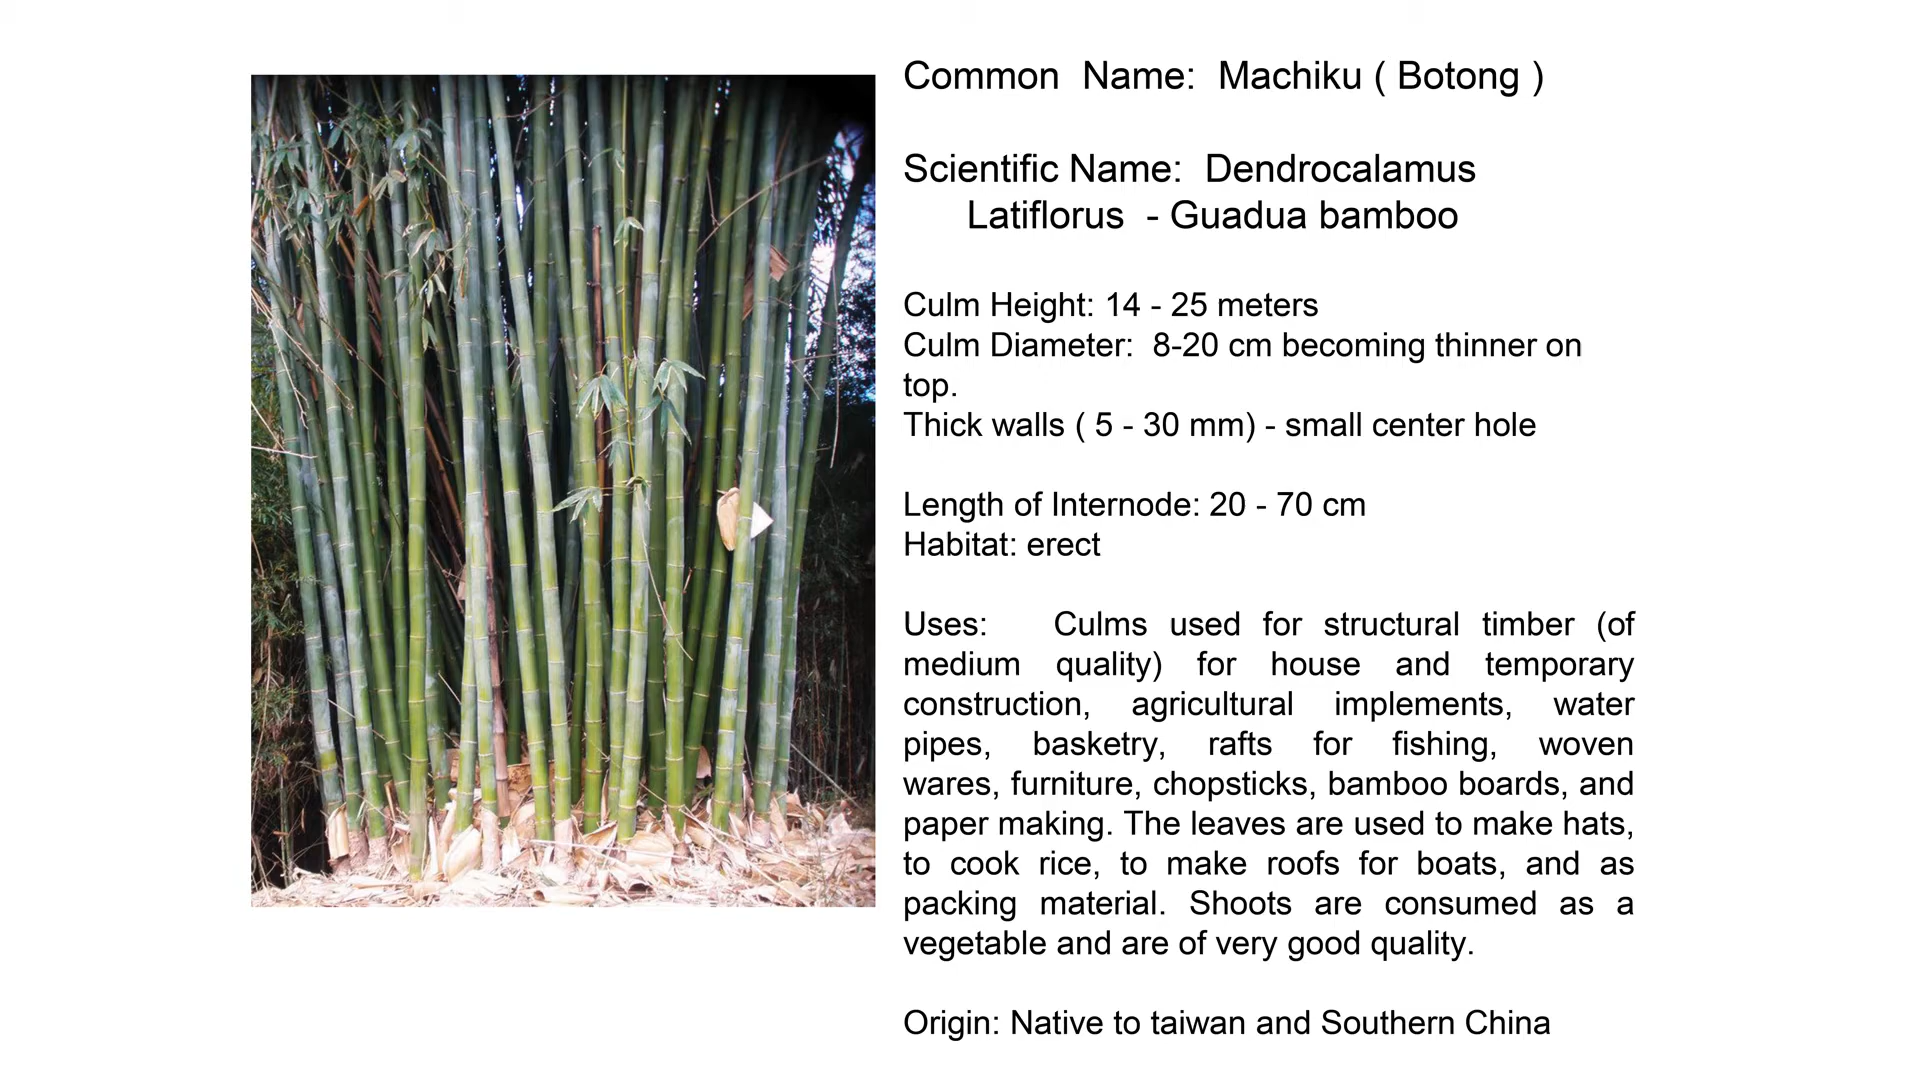 Common Name: Machiku ( Botong )
Scientific Name: Dendrocalamus
Latiflorus - Guadua bamboo
Culm Height: 14 - 25 meters
Culm Diameter: 8-20 cm becoming thinner on
top.
Thick walls ( 5 - 30 mm) - small center hole
Length of Internode: 20 - 70 cm
Habitat: erect
Uses: Culms used for structural timber (of
medium quality) for house and temporary
construction, agricultural implements, water
pipes, basketry, rafts for fishing, woven
wares, furniture, chopsticks, bamboo boards, and
paper making. The leaves are used to make hats,
to cook rice, to make roofs for boats, and as
packing material. Shoots are consumed as a
vegetable and are of very good quality.
Origin: Native to taiwan and Southern China